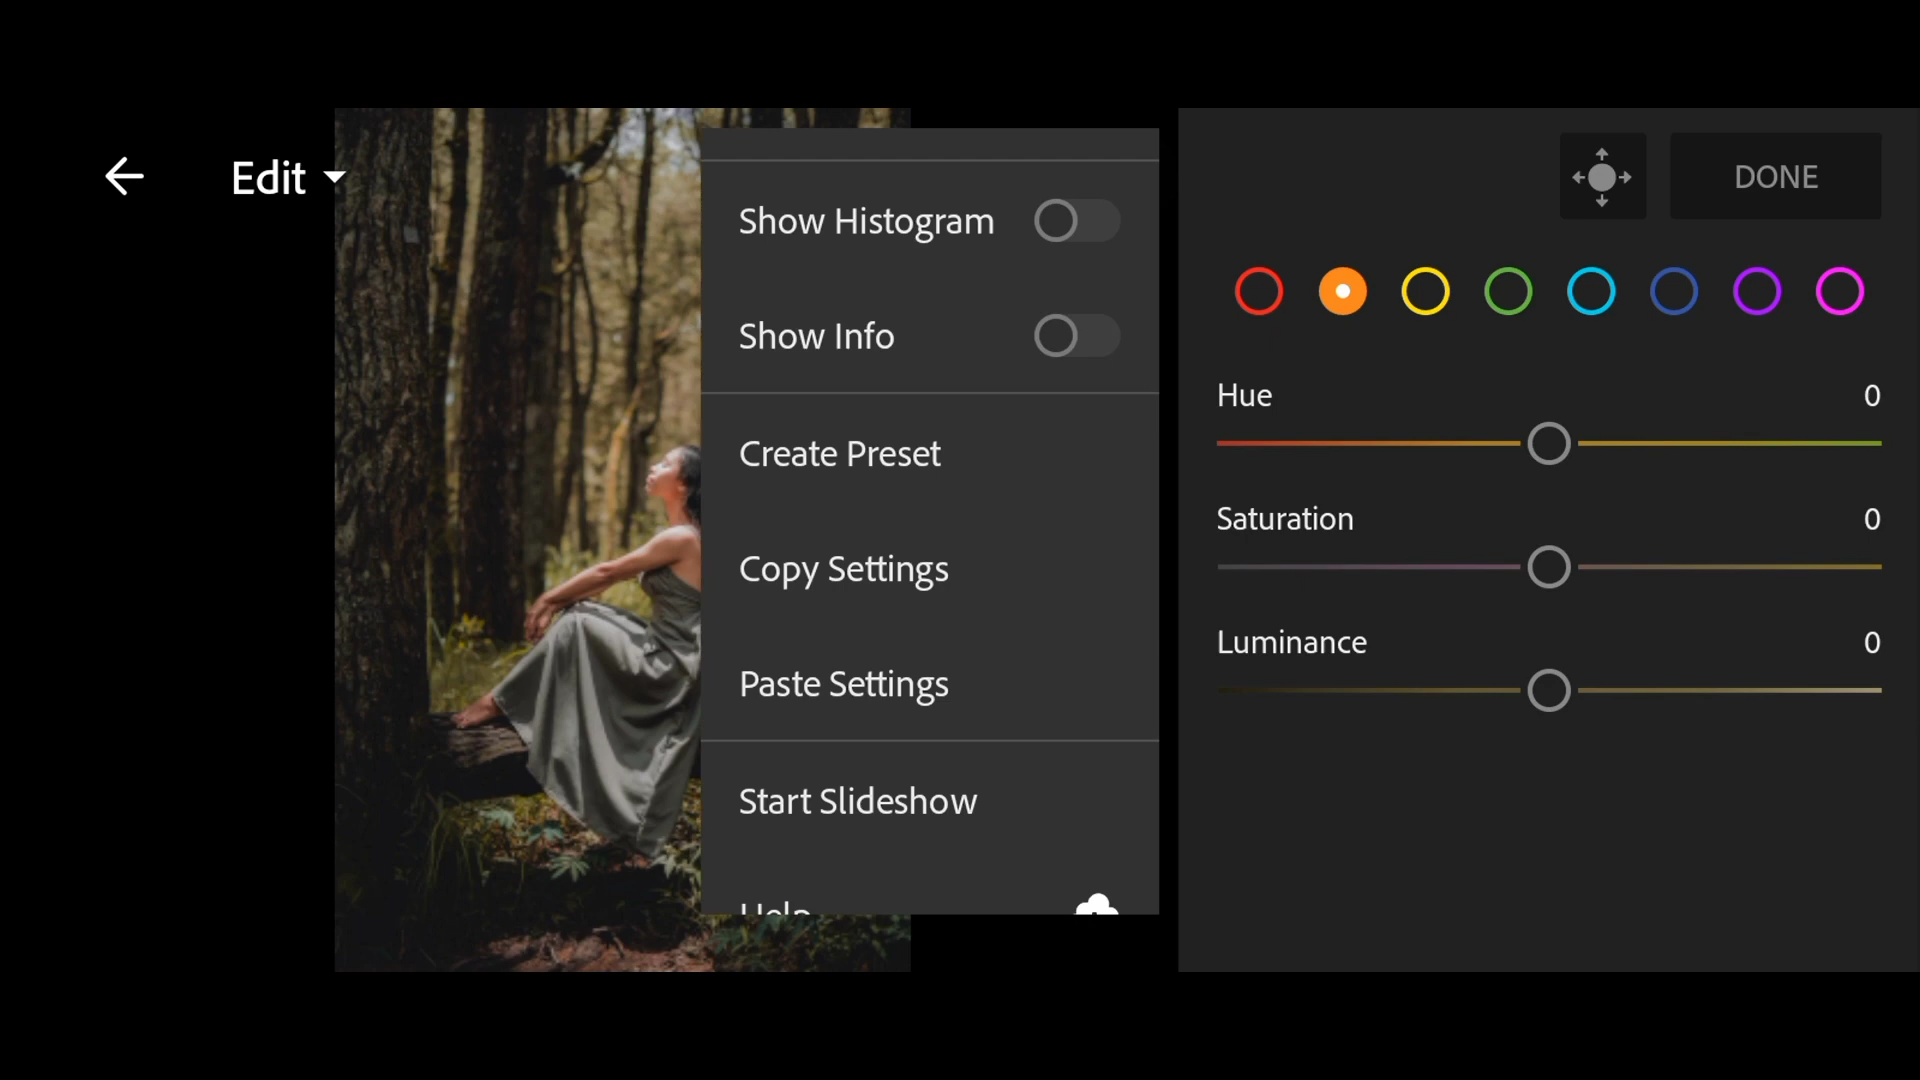 Edit
Show Histogram
Show Info
Create Preset
Copy Settings
Paste Settings
Start Slideshow
Help
DONE
Hue 0
Saturation 0
Luminance 0